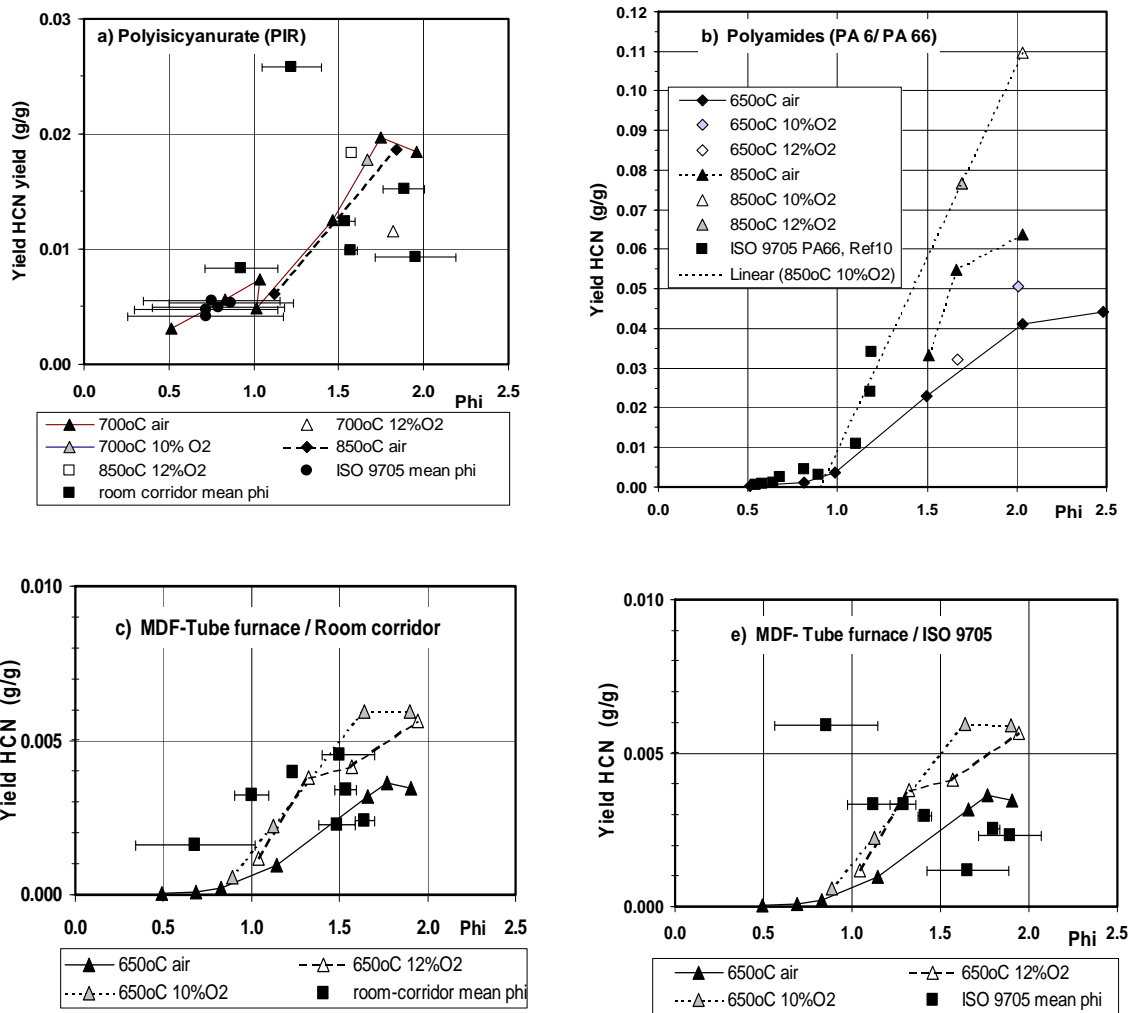 a) Polyisicyanurate (PIR)
Yield HCN yield (g/g)
0.03
0.02
0.01
0.00
0.0 0.5 1.0 1.5 2.0 2.5
Phi
700oC air
700oC 12%O2
700oC 10% O2
850oC air
850oC 12%O2
ISO 9705 mean phi
room corridor mean phi
b) Polyamides (PA 6/ PA 66)
Yield HCN (g/g)
0.12
0.11
0.10
0.09
0.08
0.07
0.06
0.05
0.04
0.03
0.02
0.01
0.00
650oC air
650oC 10%O2
650oC 12%O2
850oC air
850oC 10%O2
850oC 12%O2
ISO 9705 PA66, Ref10
Linear (850oC 10%O2)
0.0 0.5 1.0 1.5 2.0 2.5
Phi
c) MDF-Tube furnace / Room corridor
Yield HCN (g/g)
0.010
0.005
0.000
0.0 0.5 1.0 1.5 2.0 2.5
Phi
650oC air
650oC 12%O2
650oC 10%O2
room-corridor mean phi
e) MDF- Tube furnace / ISO 9705
Yield HCN (g/g)
0.010
0.005
0.000
0.0 0.5 1.0 1.5 2.0 2.5
Phi
650oC air
650oC 12%O2
650oC 10%O2
ISO 9705 mean phi